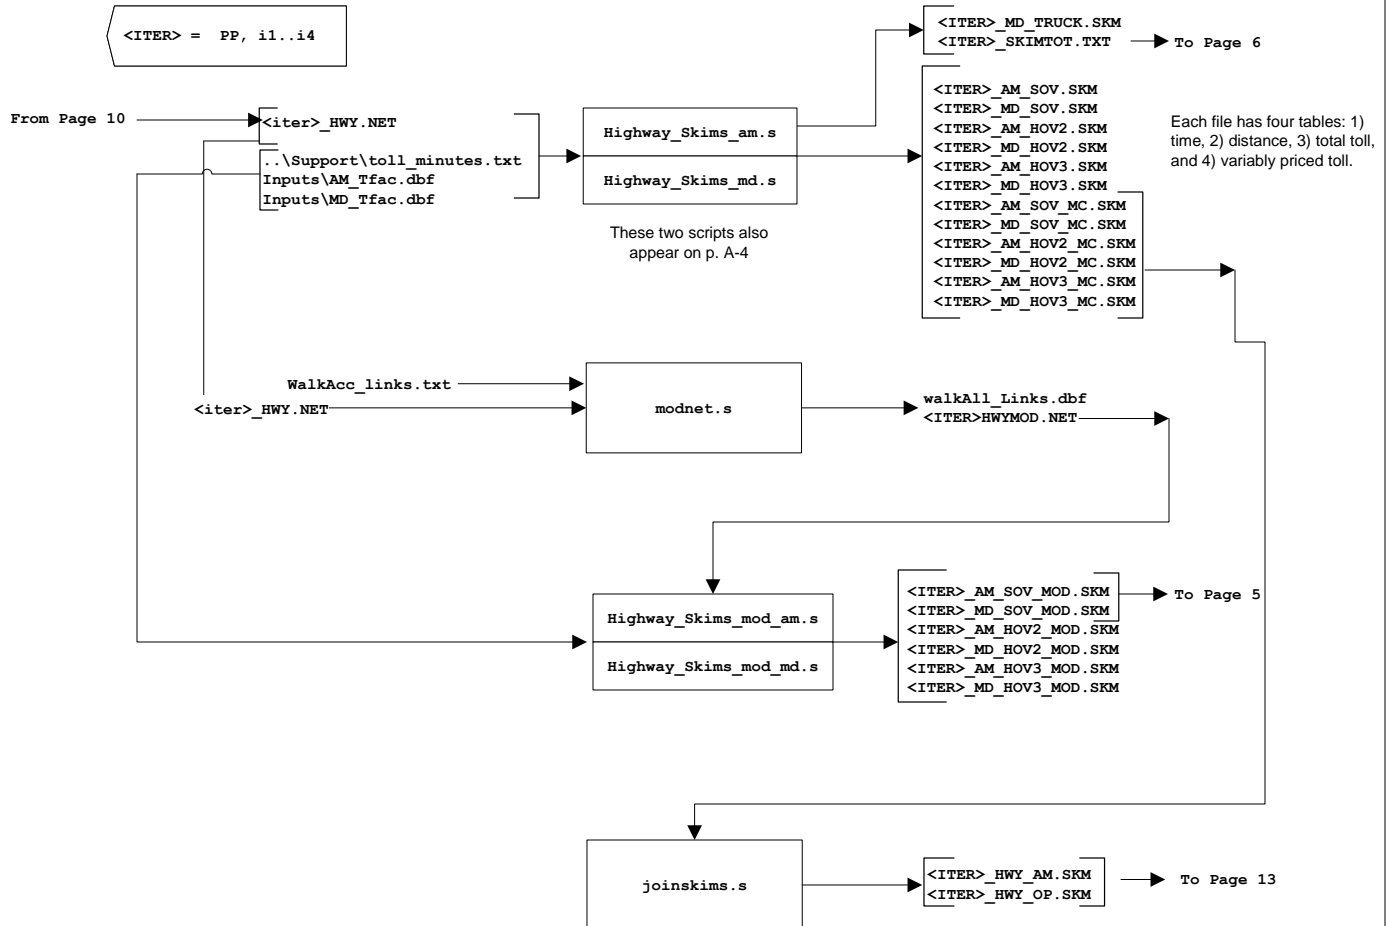 <ITER> = PP, i1..i4
<ITER>_MD_TRUCK.SKM
<ITER>_SKIMTOT.TXT
To Page 6
From Page 10
<iter>_HWY.NET
..\Support\toll_minutes.txt
Inputs\AM_Tfac.dbf
Inputs\MD_Tfac.dbf
Highway_Skims_am.s
Highway_Skims_md.s
These two scripts also
appear on p. A-4
<ITER>_AM_SOV.SKM
<ITER>_MD_SOV.SKM
<ITER>_AM_HOV2.SKM
<ITER>_MD_HOV2.SKM
<ITER>_AM_HOV3.SKM
<ITER>_MD_HOV3.SKM
<ITER>_AM_SOV_MC.SKM
<ITER>_MD_SOV_MC.SKM
<ITER>_AM_HOV2_MC.SKM
<ITER>_MD_HOV2_MC.SKM
<ITER>_AM_HOV3_MC.SKM
<ITER>_MD_HOV3_MC.SKM
Each file has four tables: 1)
time, 2) distance, 3) total toll,
and 4) variably priced toll.
WalkAcc_links.txt
<iter>_HWY.NET
modnet.s
walkAll_Links.dbf
<ITER>HWYMOD.NET
Highway_Skims_mod_am.s
Highway_Skims_mod_md.s
<ITER>_AM_SOV_MOD.SKM
<ITER>_MD_SOV_MOD.SKM
<ITER>_AM_HOV2_MOD.SKM
<ITER>_MD_HOV2_MOD.SKM
<ITER>_AM_HOV3_MOD.SKM
<ITER>_MD_HOV3_MOD.SKM
To Page 5
joinskims.s
<ITER>_HWY_AM.SKM
<ITER>_HWY_OP.SKM
To Page 13